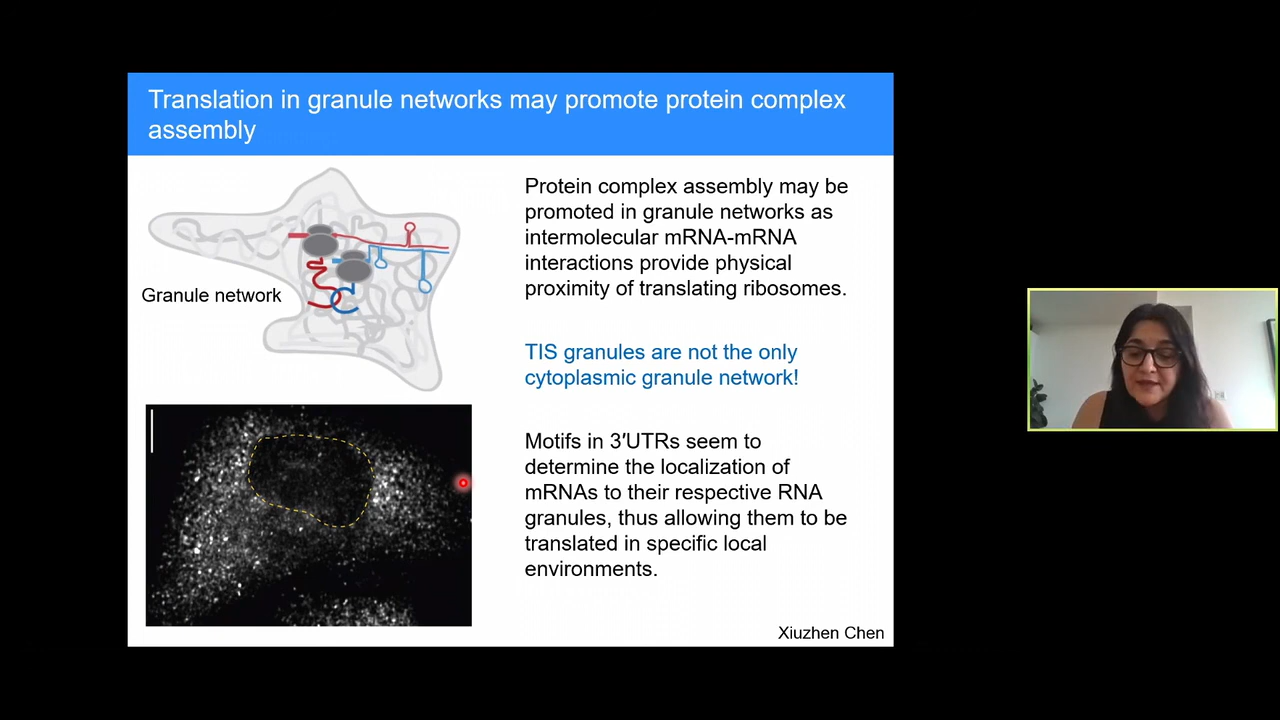 Translation in granule networks may promote protein complex
assembly
Granule network
Protein complex assembly may be
promoted in granule networks as
intermolecular mRNA-mRNA
interactions provide physical
proximity of translating ribosomes.
TIS granules are not the only
cytoplasmic granule network!
Motifs in 3′UTRs seem to
determine the localization of
mRNAs to their respective RNA
granules, thus allowing them to be
translated in specific local
environments.
Xiuzhen Chen